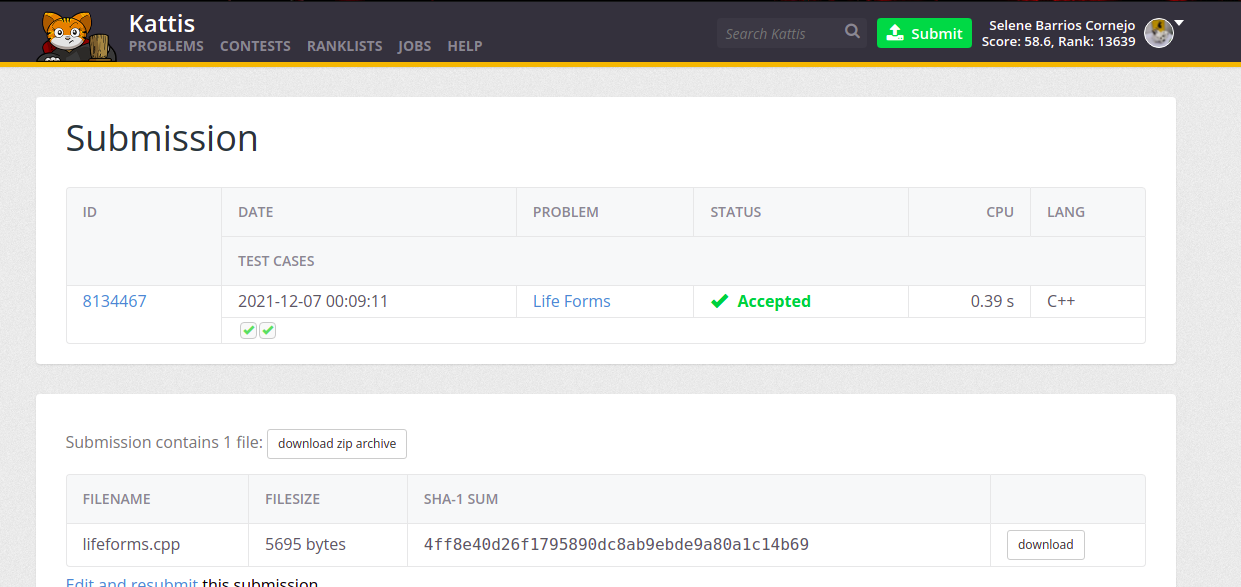 Kattis
PROBLEMS CONTESTS RANKLISTS JOBS HELP
Search Kattis
Submit
Selene Barrios Cornejo
Score: 58.6, Rank: 13639
Submission
ID DATE PROBLEM STATUS CPU LANG
TEST CASES
8134467 2021-12-07 00:09:11 Life Forms Accepted 0.39 s C++
Submission contains 1 file: download zip archive
FILENAME FILESIZE SHA-1 SUM
lifeforms.cpp 5695 bytes 4ff8e40d26f1795890dc8ab9ebde9a80a1c14b69 download
Edit and resubmit this submission.